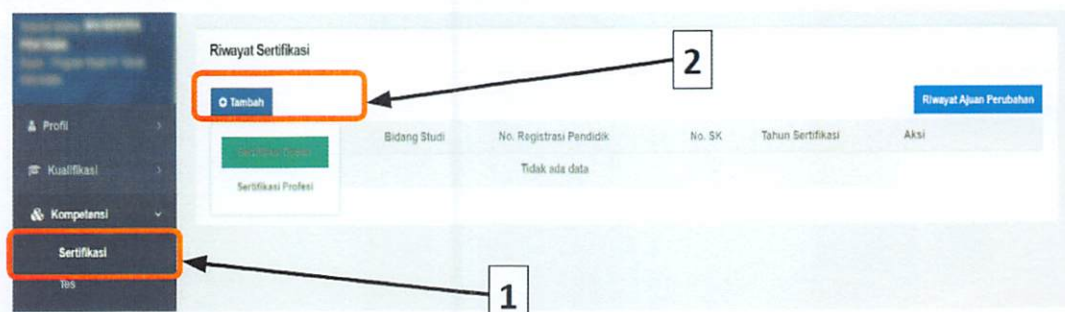 Riwayat Sertifikasi
2
Tambah
Riwayat Ajuan Perubahan
Profil
Bidang Studi No. Registrasi Pendidik No. SK Tahun Sertifikasi Aksi
Kualifikasi
Tidak ada data
Sertifikasi Profesi
Kompetensi
Sertifikasi
Tes
1